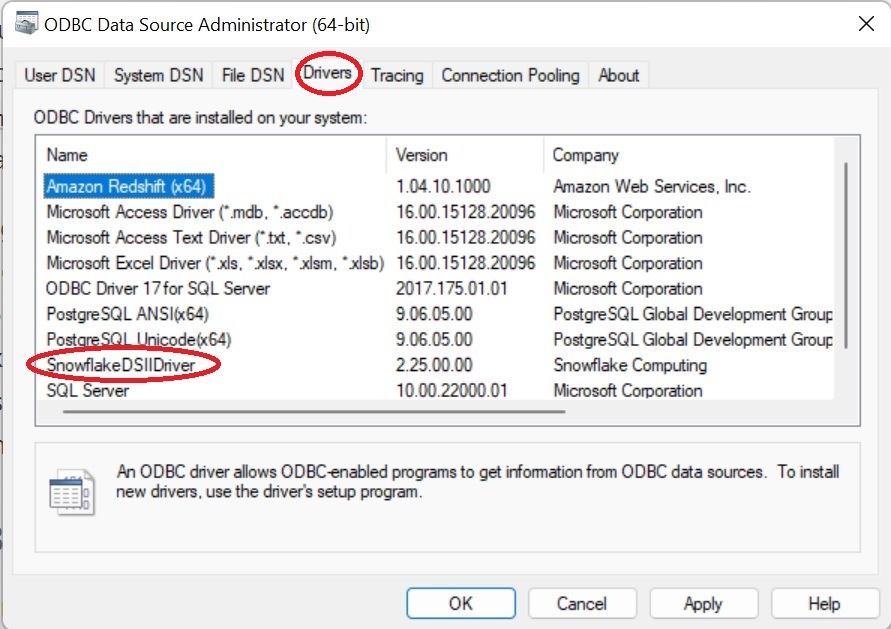 ODBC Data Source Administrator (64-bit)
User DSN System DSN File DSN Drivers Tracing Connection Pooling About
ODBC Drivers that are installed on your system:
Name Version Company
Amazon Redshift (x64) 1.04.10.1000 Amazon Web Services, Inc.
Microsoft Access Driver (*.mdb, *.accdb) 16.00.15128.20096 Microsoft Corporation
Microsoft Access Text Driver (*.txt, *.csv) 16.00.15128.20096 Microsoft Corporation
Microsoft Excel Driver (*.xls, *.xlsx, *.xlsm, *.xlsb) 16.00.15128.20096 Microsoft Corporation
ODBC Driver 17 for SQL Server 2017.175.01.01 Microsoft Corporation
PostgreSQL ANSI(x64) 9.06.05.00 PostgreSQL Global Development Group
PostgreSQL Unicode(x64) 9.06.05.00 PostgreSQL Global Development Group
SnowflakeDSIIDriver 2.25.00.00 Snowflake Computing
SQL Server 10.00.22000.01 Microsoft Corporation
An ODBC driver allows ODBC-enabled programs to get information from ODBC data sources. To install
new drivers, use the driver's setup program.
OK Cancel Apply Help